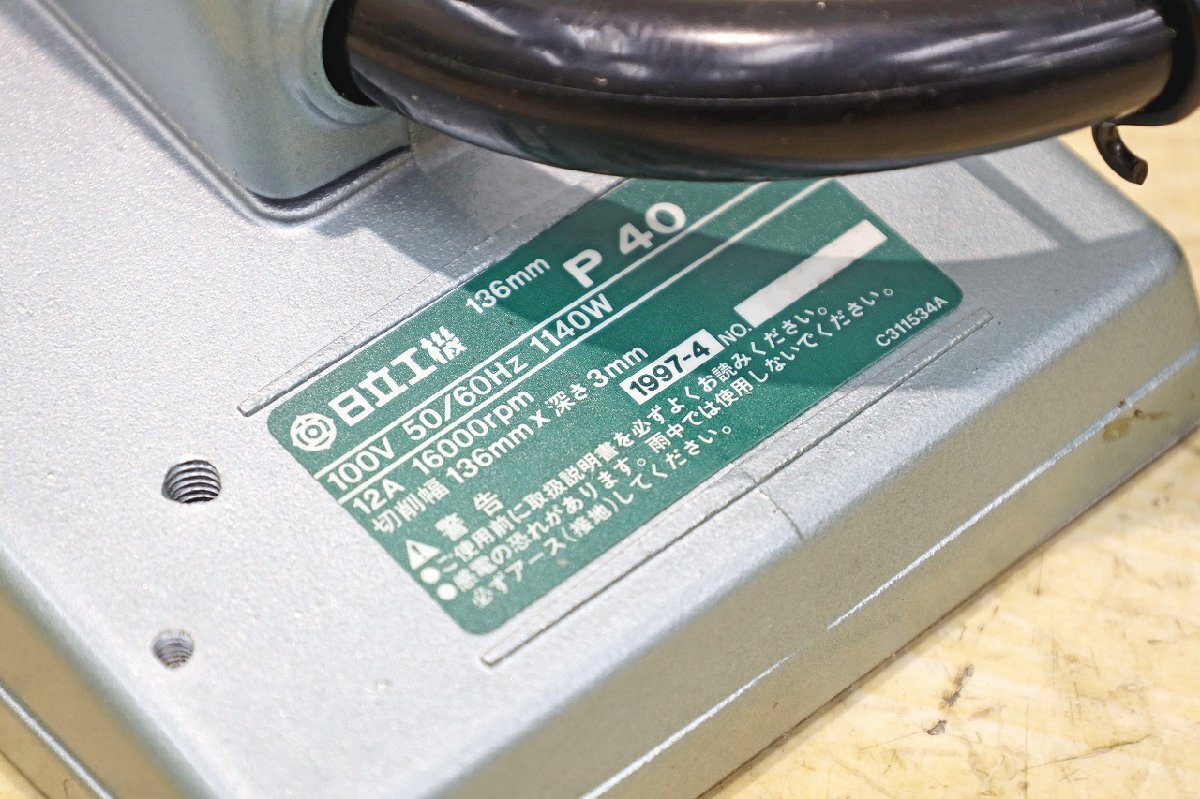 日立工機 136mm P 40
100V 50/60Hz 1140W
12A 16000rpm
切削幅 136mm X 深さ 3mm
1997-4 NO.
警告
●ご使用前に取扱説明書を必ずよくお読みください。
●感電の恐れがあります。雨中では使用しないでください。
必ずアース(接地)してください。
C311534A